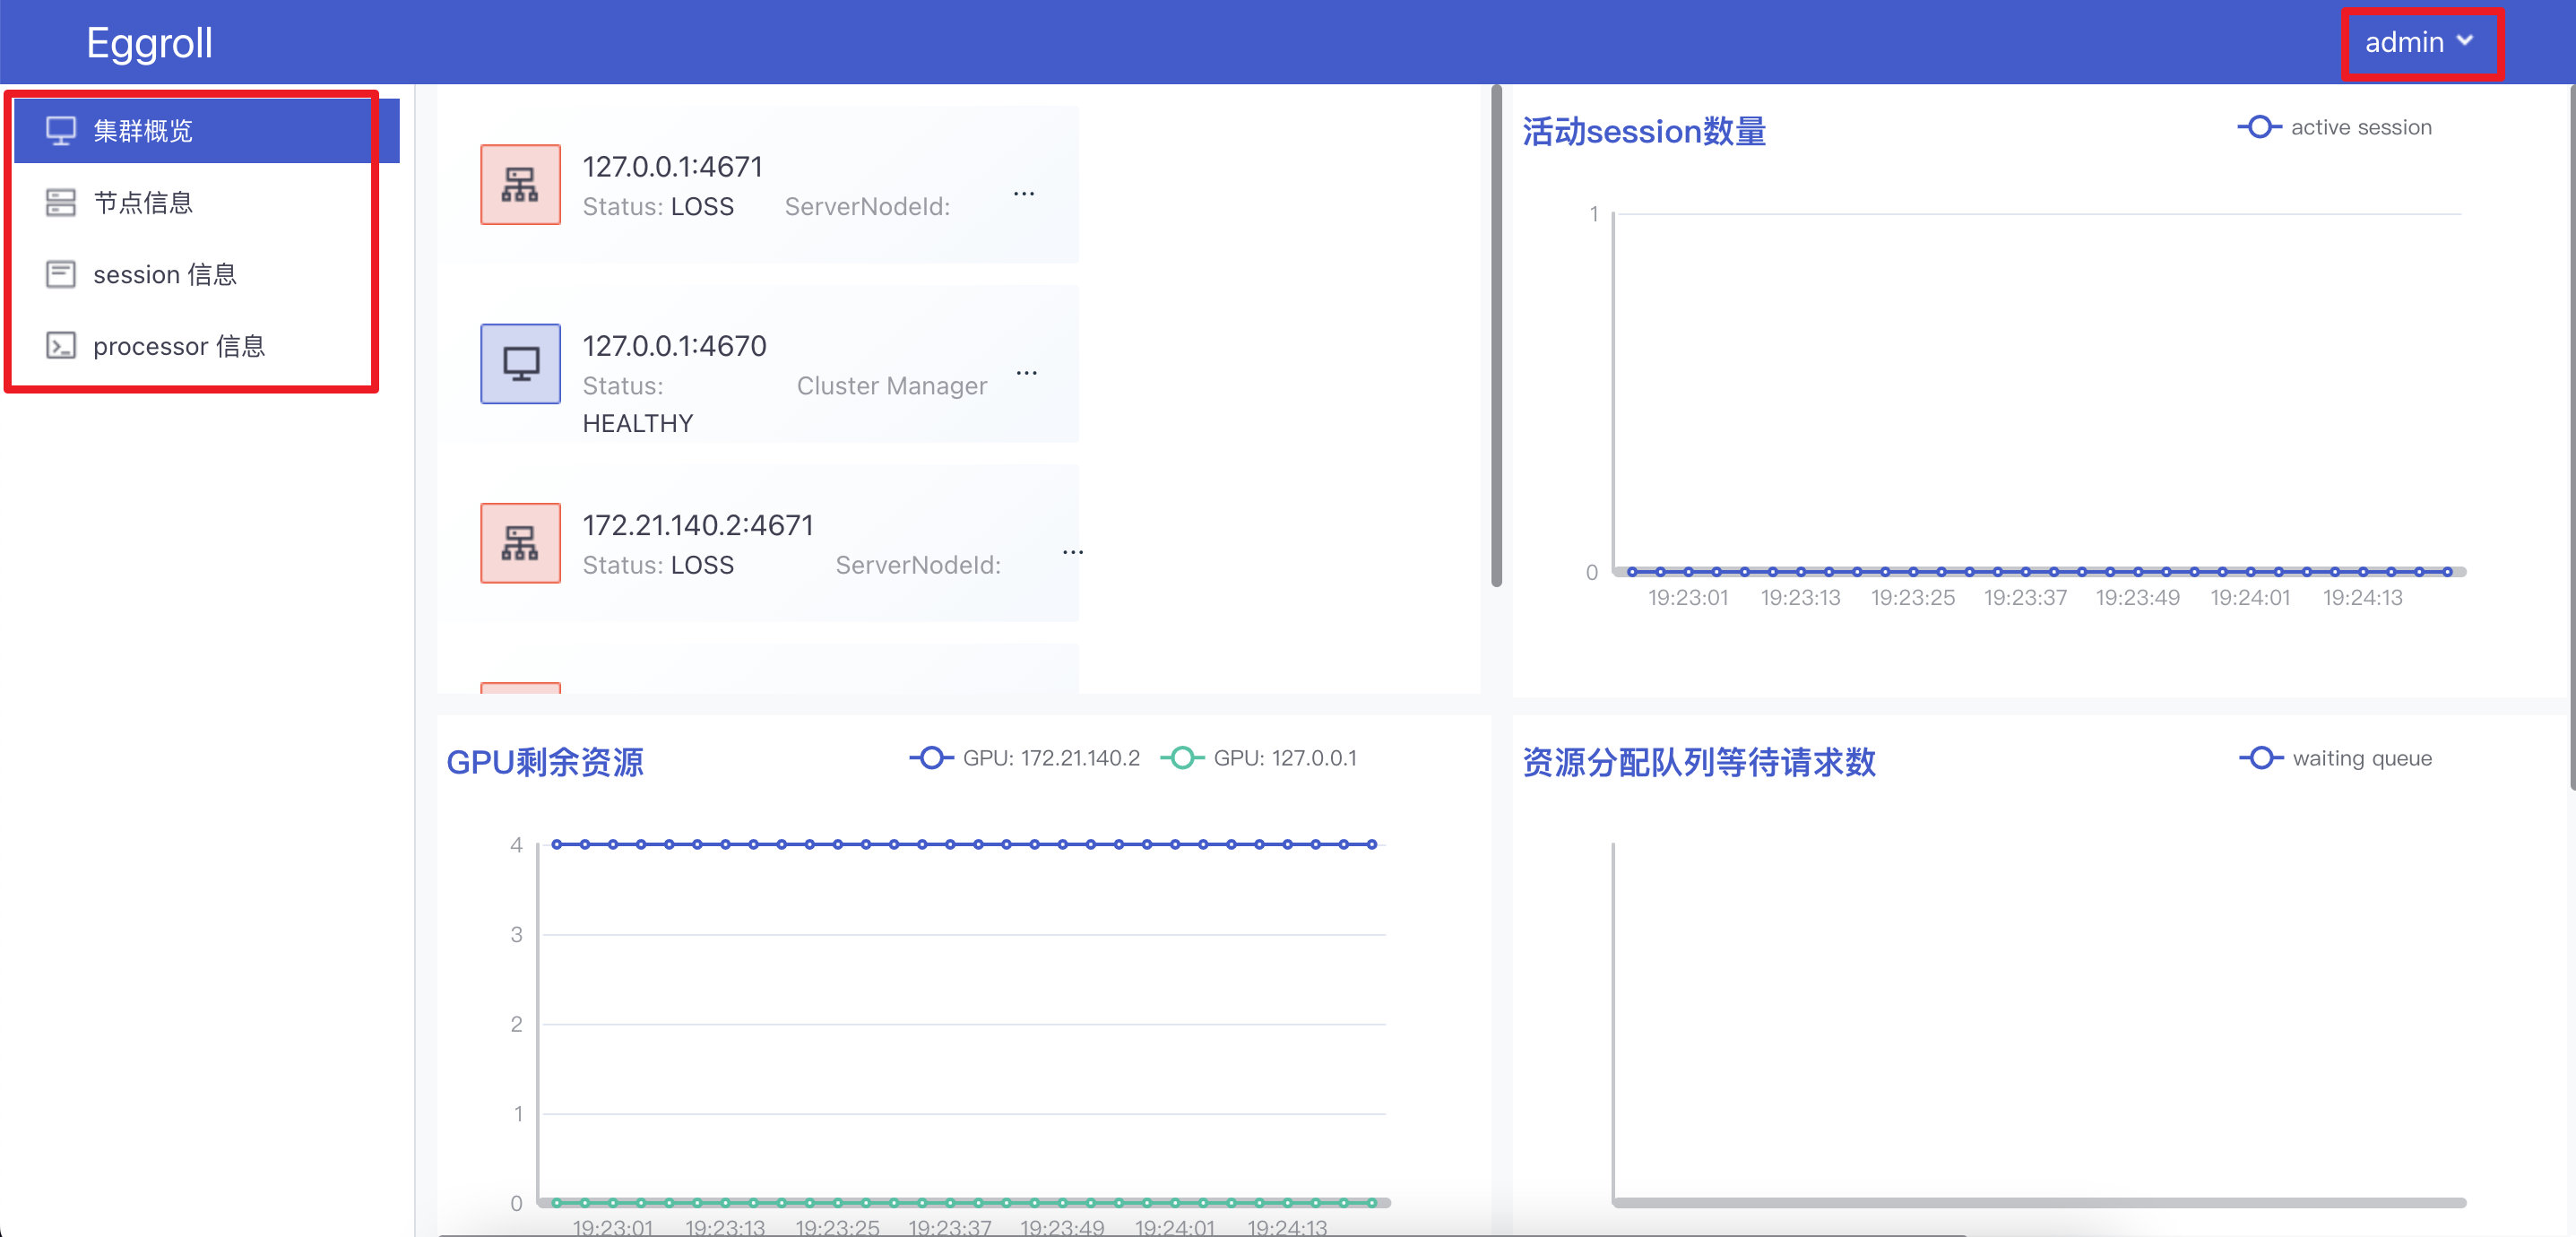 Eggroll
admin
集群概览
节点信息
session 信息
processor 信息
127.0.0.1:4671
Status: LOSS ServerNodeId:
...
127.0.0.1:4670
Status: Cluster Manager
HEALTHY
...
172.21.140.2:4671
Status: LOSS ServerNodeId:
...
活动session数量
active session
1
0
19:23:01 19:23:13 19:23:25 19:23:37 19:23:49 19:24:01 19:24:13
GPU剩余资源
GPU: 172.21.140.2 GPU: 127.0.0.1
4
3
2
1
0
19:23:01 19:23:13 19:23:25 19:23:37 19:23:49 19:24:01 19:24:13
资源分配队列等待请求数
waiting queue